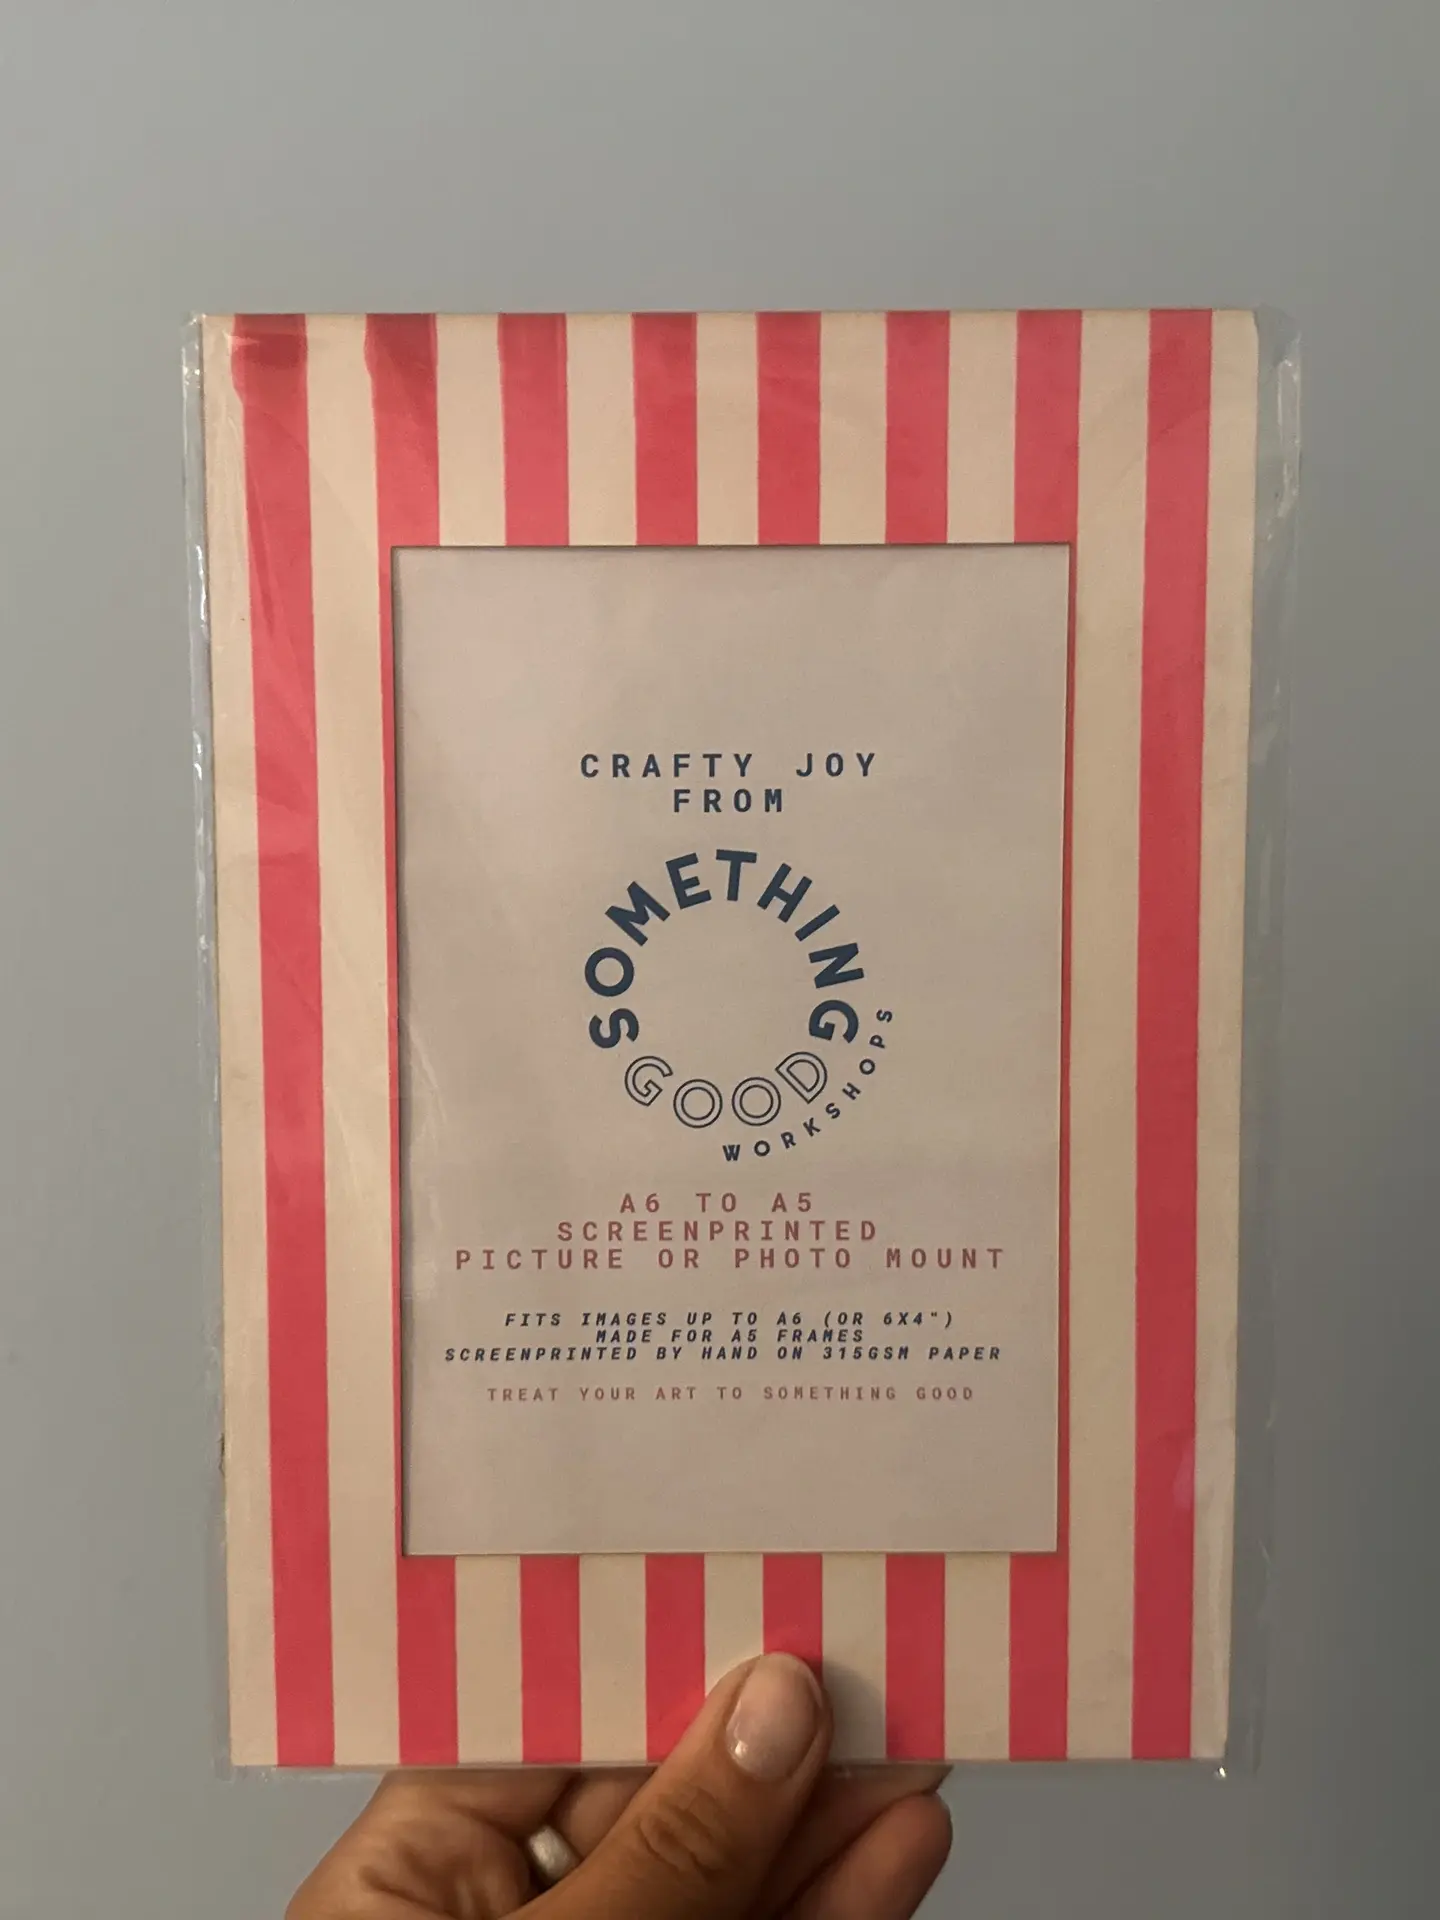 CRAFTY JOY
FROM
SOMETHING
GOOD
WORKSHOPS
A6 TO A5
SCREENPRINTED
PICTURE OR PHOTO MOUNT
FITS IMAGES UP TO A6 (OR 6X4")
MADE FOR A5 FRAMES
SCREENPRINTED BY HAND ON 315GSM PAPER
TREAT YOUR ART TO SOMETHING GOOD